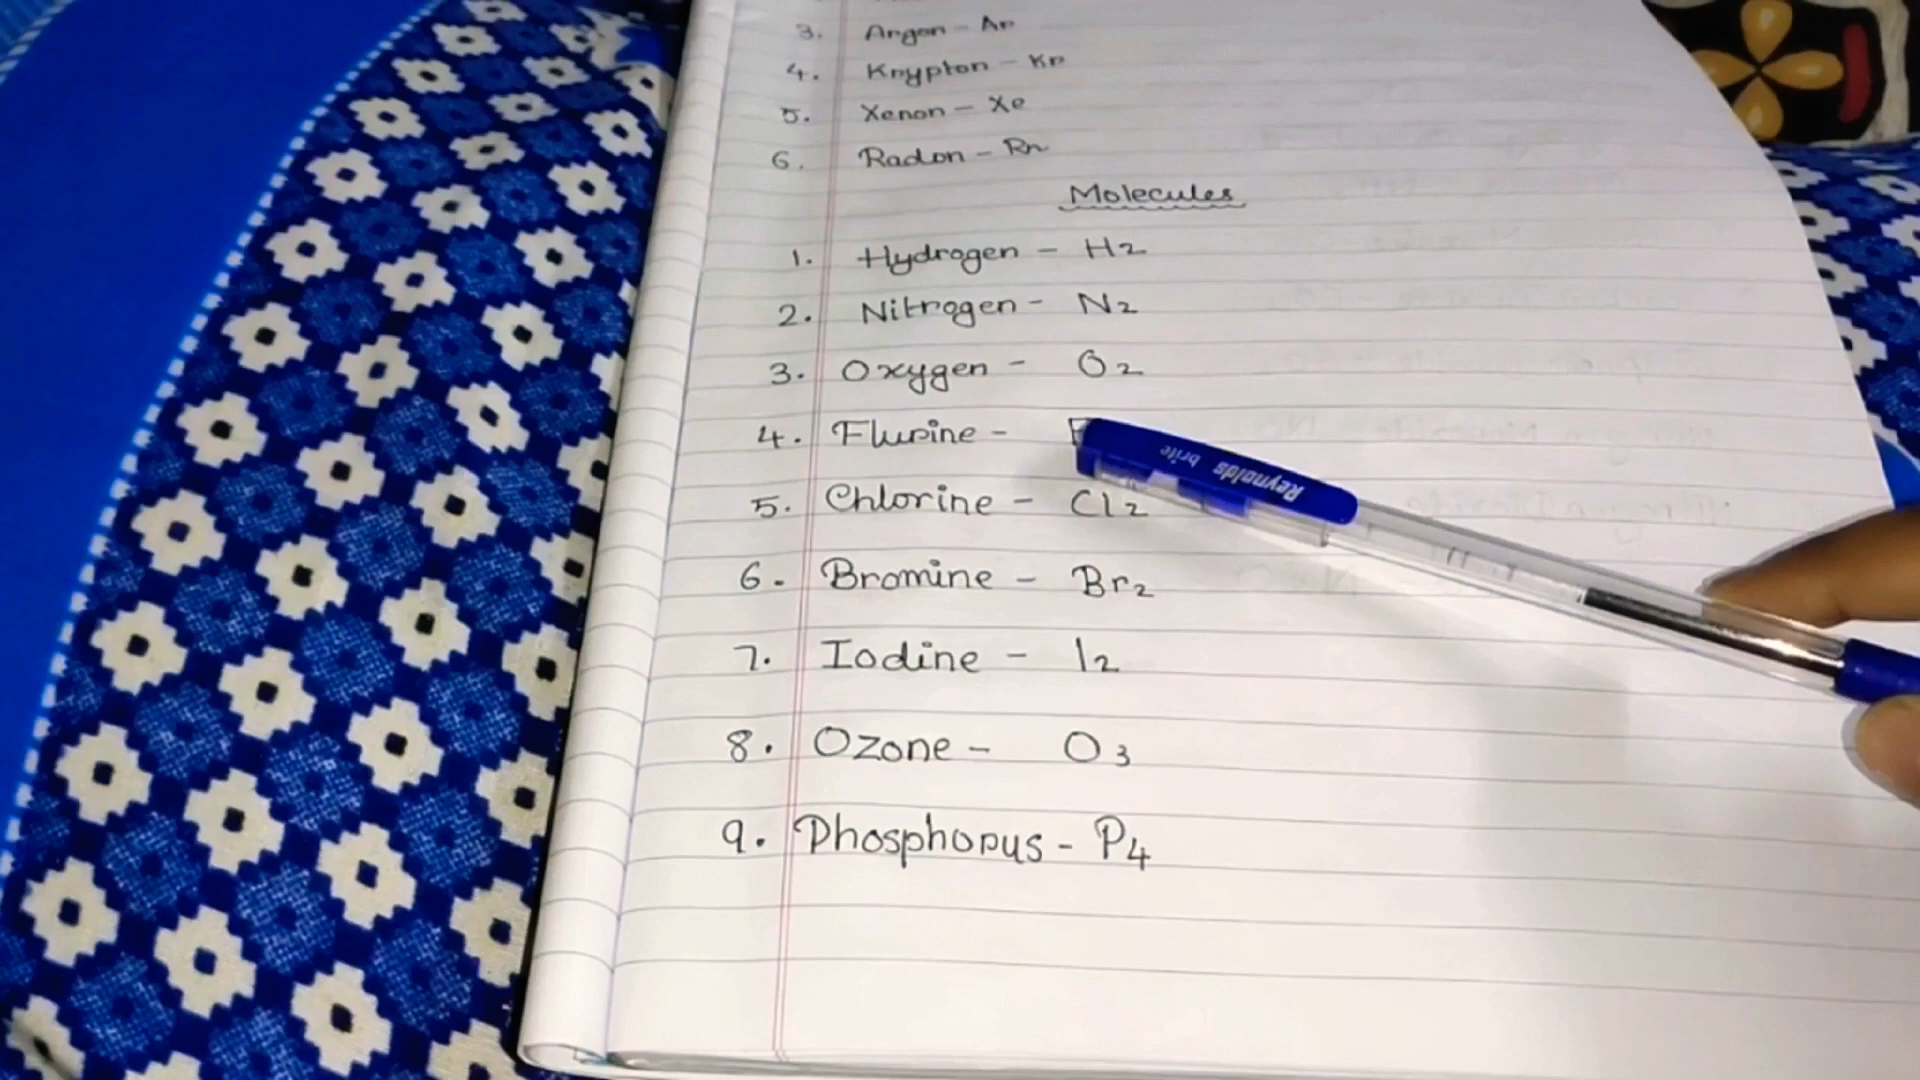 3. Argon - Ar
4. Krypton - Kr
5. Xenon - Xe
6. Radon - Rn
Molecules
1. Hydrogen - H2
2. Nitrogen - N2
3. Oxygen - O2
4. Flurine -
5. Chlorine - Cl2
6. Bromine - Br2
7. Iodine - I2
8. Ozone - O3
9. Phosphorus - P4
Reynolds brite